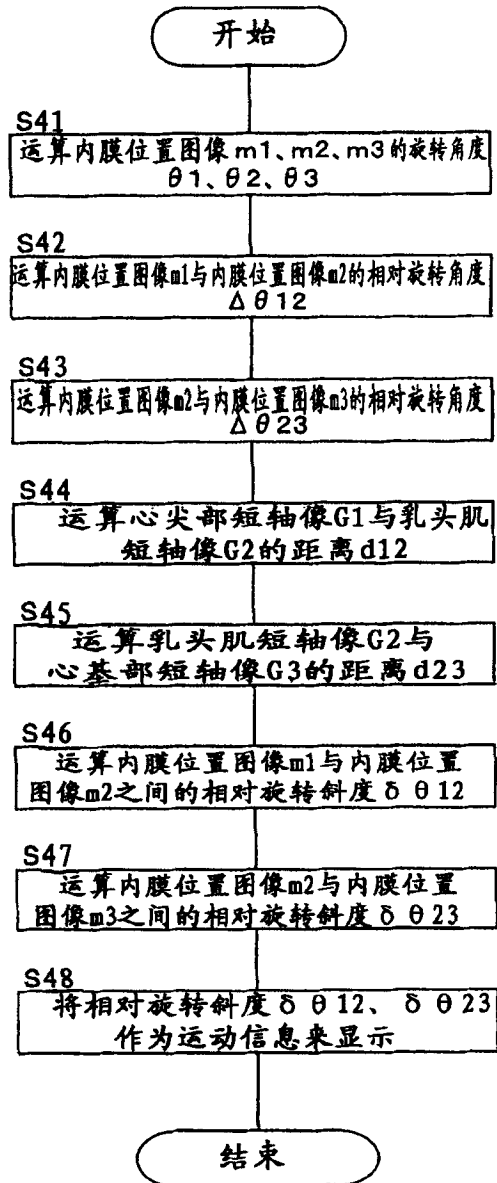 开始
S41
运算内膜位置图像m1、m2、m3的旋转角度
θ1、θ2、θ3
S42
运算内膜位置图像m1与内膜位置图像m2的相对旋转角度
Δθ12
S43
运算内膜位置图像m2与内膜位置图像m3的相对旋转角度
Δθ23
S44
运算心尖部短轴像G1与乳头肌
短轴像G2的距离d12
S45
运算乳头肌短轴像G2与
心基部短轴像G3的距离d23
S46
运算内膜位置图像m1与内膜位置
图像m2之间的相对旋转斜度δθ12
S47
运算内膜位置图像m2与内膜位置
图像m3之间的相对旋转斜度δθ23
S48
将相对旋转斜度δθ12、δθ23
作为运动信息来显示
结束